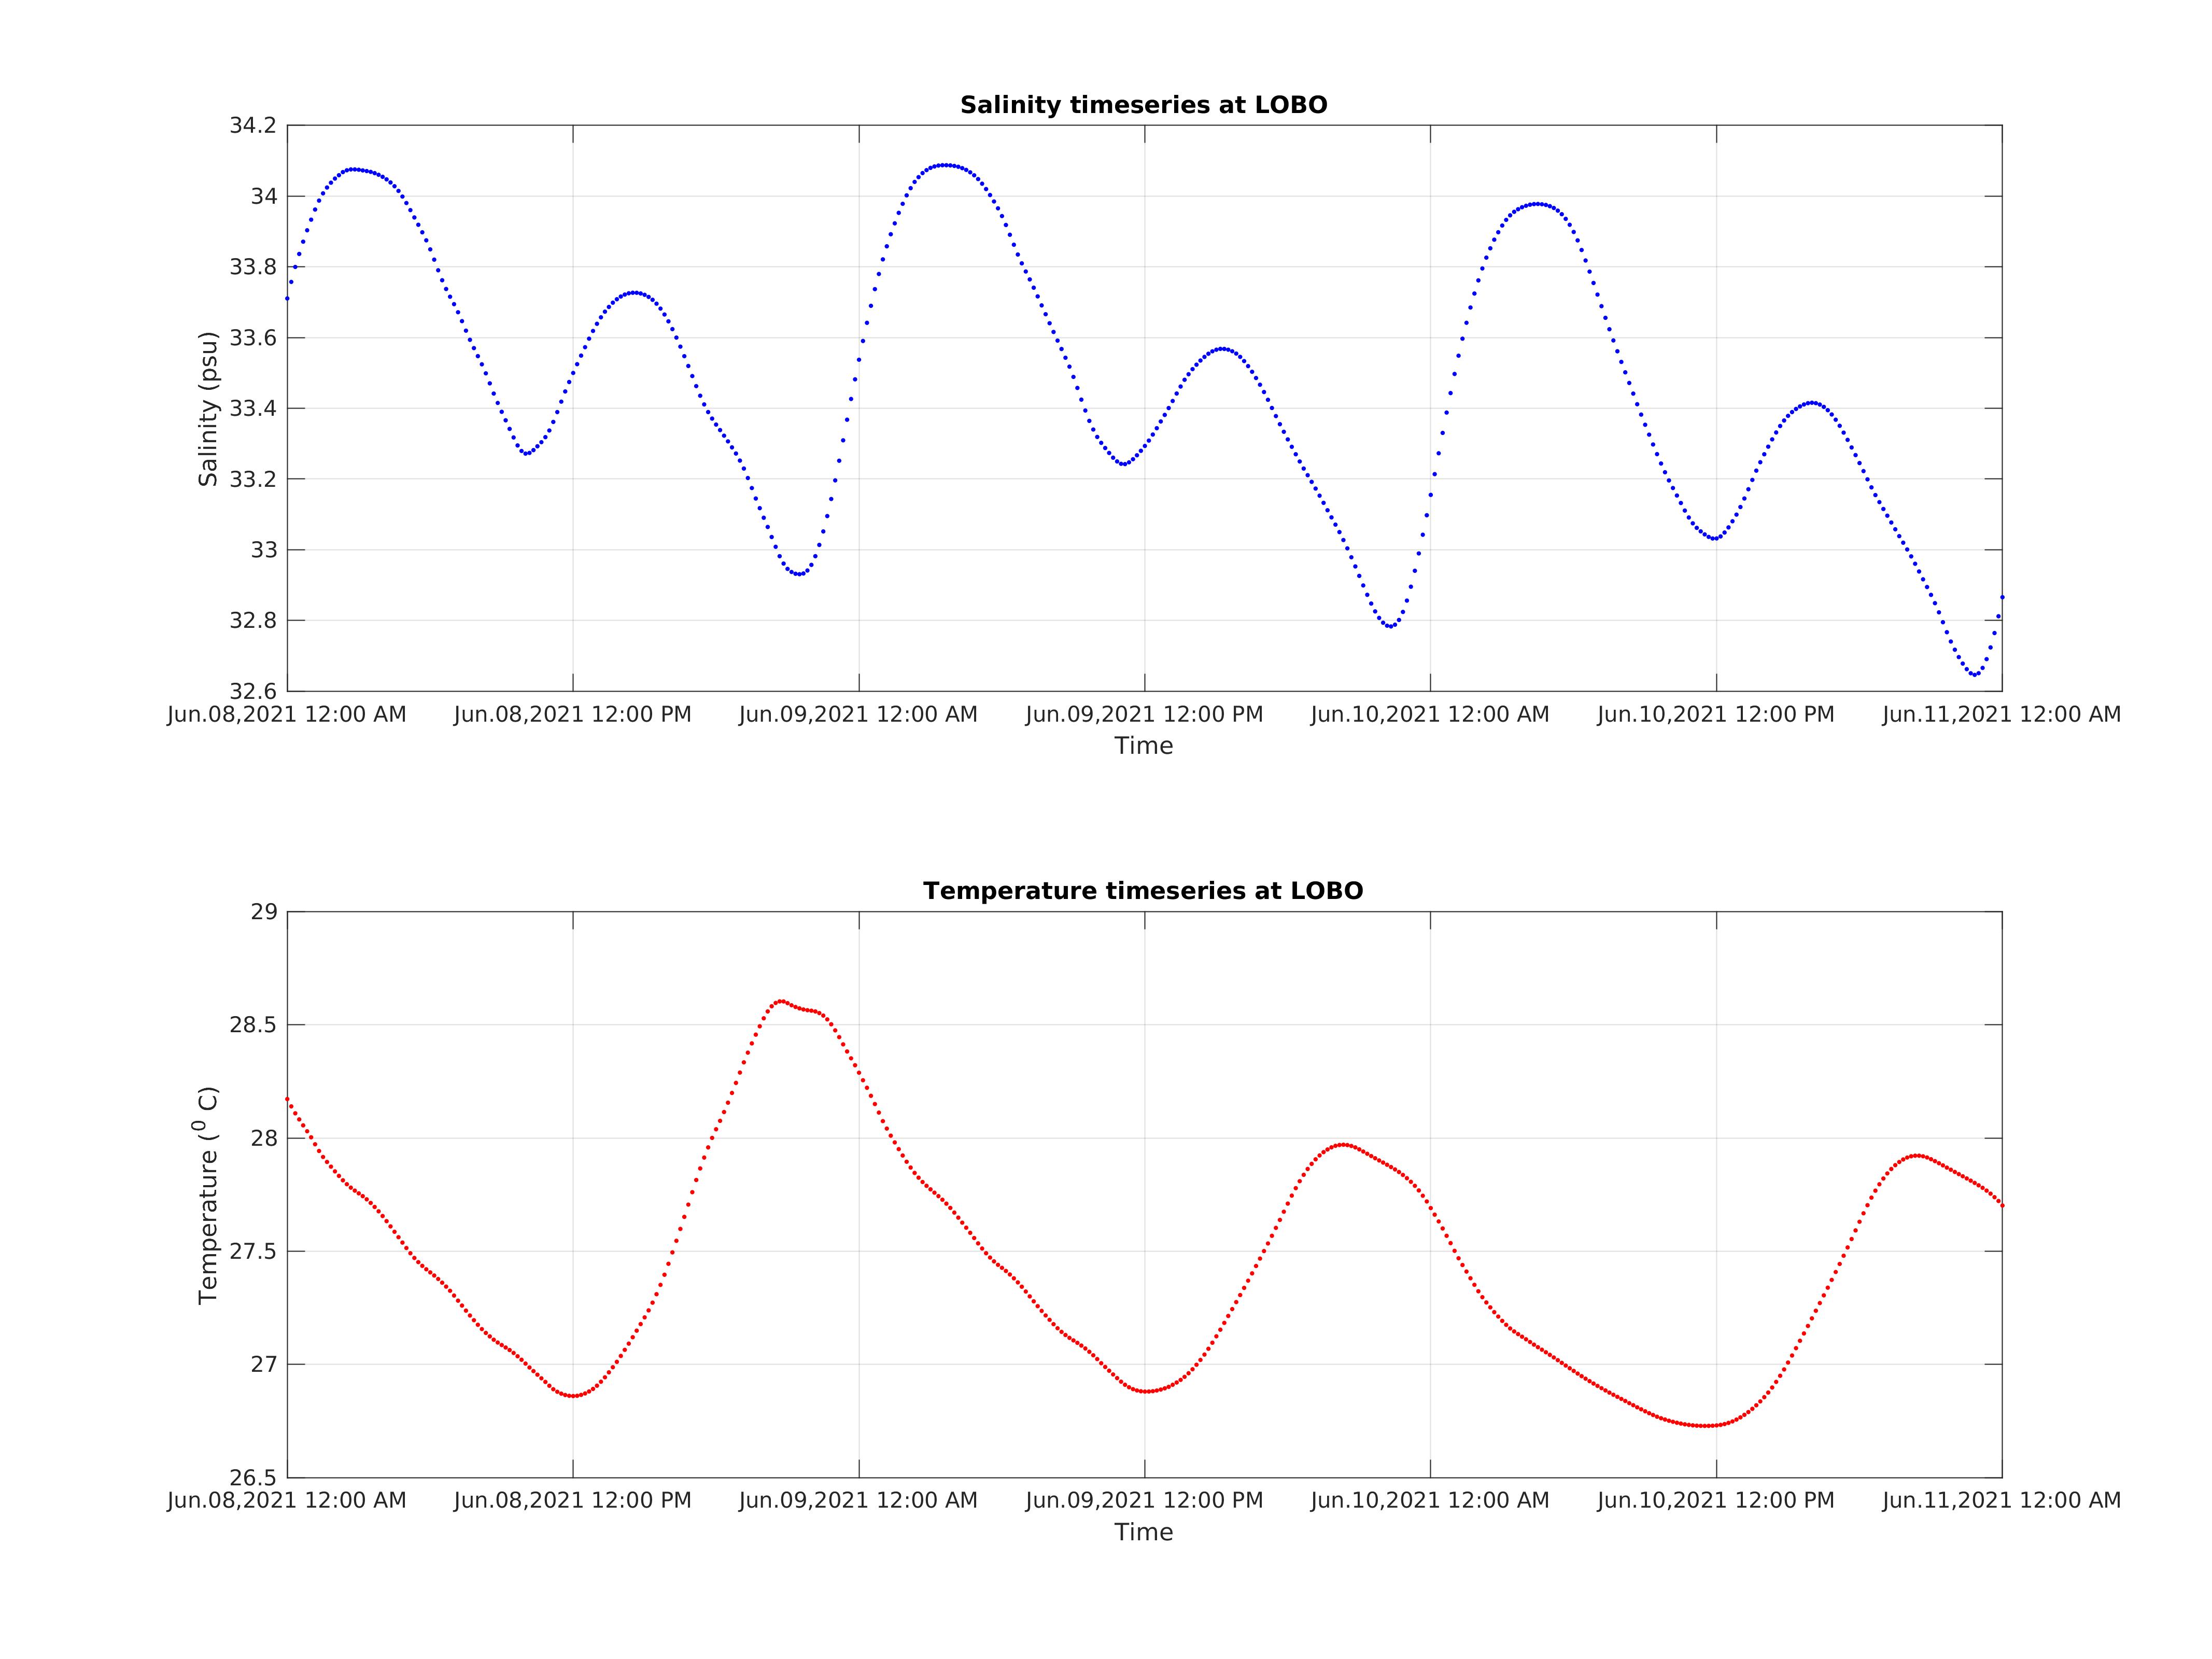 Salinity timeseries at LOBO
34.2
34
33.8
33.6
33.4
33.2
33
32.8
32.6
Salinity (psu)
Jun.08,2021 12:00 AM Jun.08,2021 12:00 PM Jun.09,2021 12:00 AM Jun.09,2021 12:00 PM Jun.10,2021 12:00 AM Jun.10,2021 12:00 PM Jun.11,2021 12:00 AM
Time
Temperature timeseries at LOBO
29
28.5
28
27.5
27
26.5
Temperature (⁰ C)
Jun.08,2021 12:00 AM Jun.08,2021 12:00 PM Jun.09,2021 12:00 AM Jun.09,2021 12:00 PM Jun.10,2021 12:00 AM Jun.10,2021 12:00 PM Jun.11,2021 12:00 AM
Time